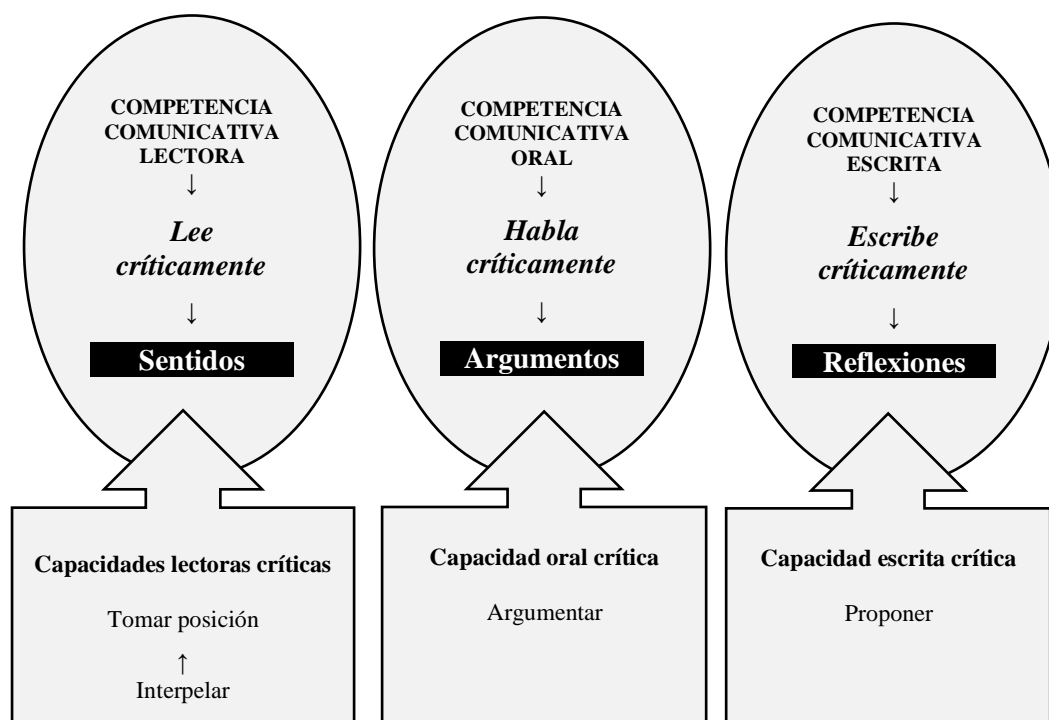 COMPETENCIA
COMUNICATIVA
LECTORA
↓
Lee
críticamente
↓
Sentidos
Capacidades lectoras críticas
Tomar posición
↑
Interpelar
COMPETENCIA
COMUNICATIVA
ORAL
↓
Habla
críticamente
↓
Argumentos
Capacidad oral crítica
Argumentar
COMPETENCIA
COMUNICATIVA
ESCRITA
↓
Escribe
críticamente
↓
Reflexiones
Capacidad escrita crítica
Proponer